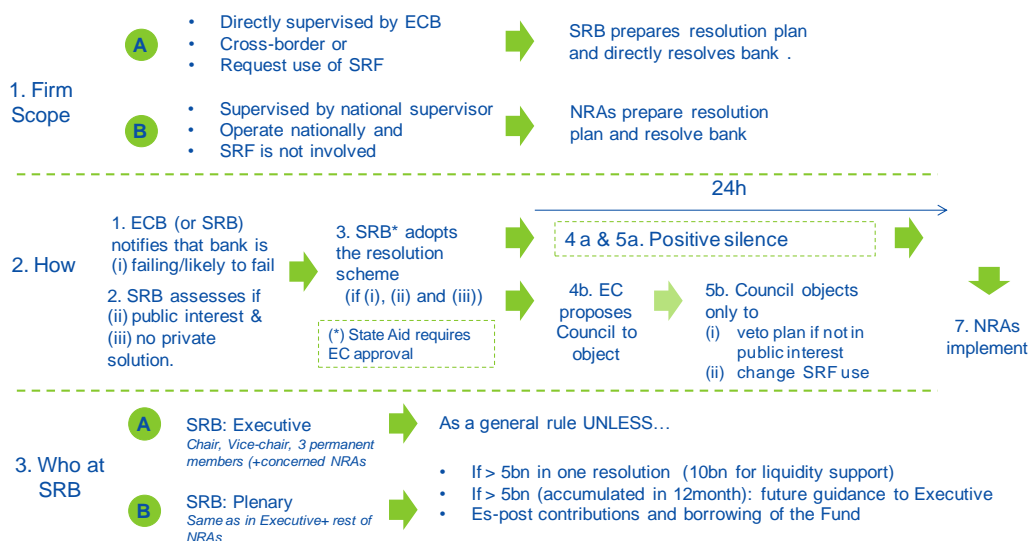 A
• Directly supervised by ECB
• Cross-border or
• Request use of SRF
SRB prepares resolution plan
and directly resolves bank .
1. Firm
Scope
B
• Supervised by national supervisor
• Operate nationally and
• SRF is not involved
NRAs prepare resolution
plan and resolve bank
24h
2. How
1. ECB (or SRB)
notifies that bank is
(i) failing/likely to fail
2. SRB assesses if
(ii) public interest &
(iii) no private
solution.
3. SRB* adopts
the resolution
scheme
(if (i), (ii) and (iii))
(*) State Aid requires
EC approval
4 a & 5a. Positive silence
4b. EC
proposes
Council to
object
5b. Council objects
only to
(i) veto plan if not in
public interest
(ii) change SRF use
7. NRAs
implement
3. Who at
SRB
A
SRB: Executive
Chair, Vice-chair, 3 permanent
members (+concerned NRAs
As a general rule UNLESS…
B
SRB: Plenary
Same as in Executive+ rest of
NRAs
• If > 5bn in one resolution (10bn for liquidity support)
• If > 5bn (accumulated in 12month): future guidance to Executive
• Es-post contributions and borrowing of the Fund